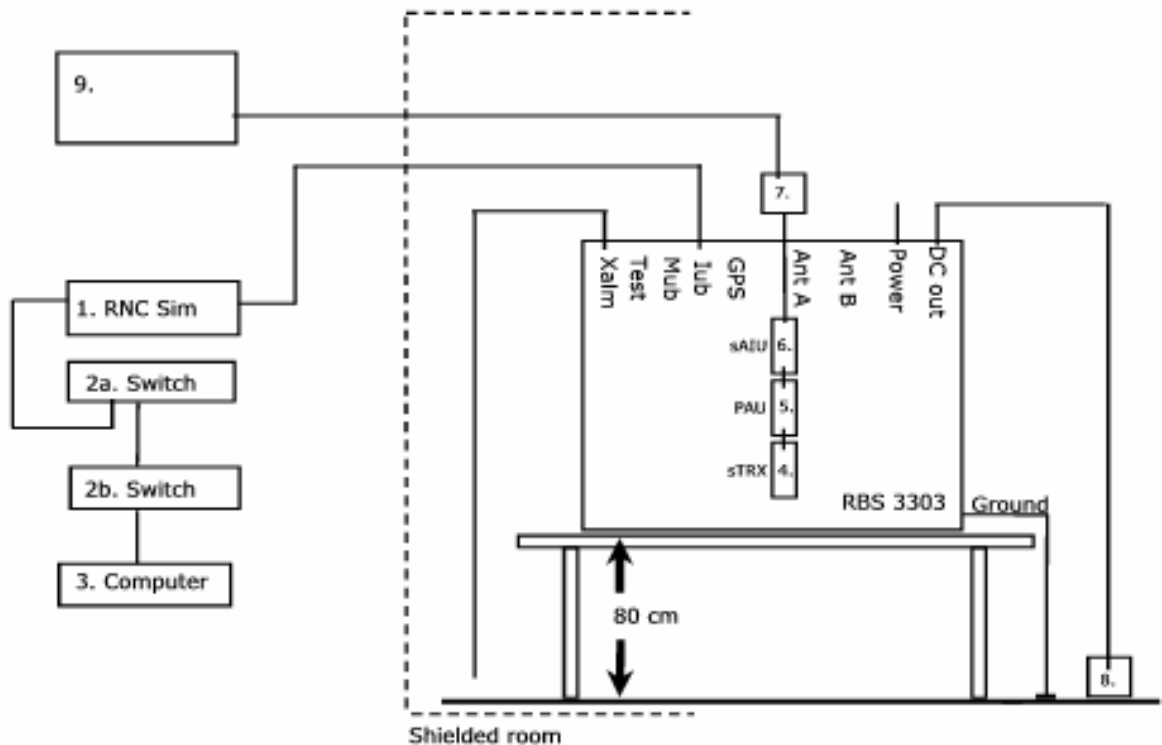 9.
7.
Xalm
Test
Mub
Iub
GPS
Ant A
Ant B
Power
DC out
1. RNC Sim
2a. Switch
2b. Switch
3. Computer
sAIU
6.
PAU
5.
sTRX
4.
RBS 3303
Ground
80 cm
8.
Shielded room